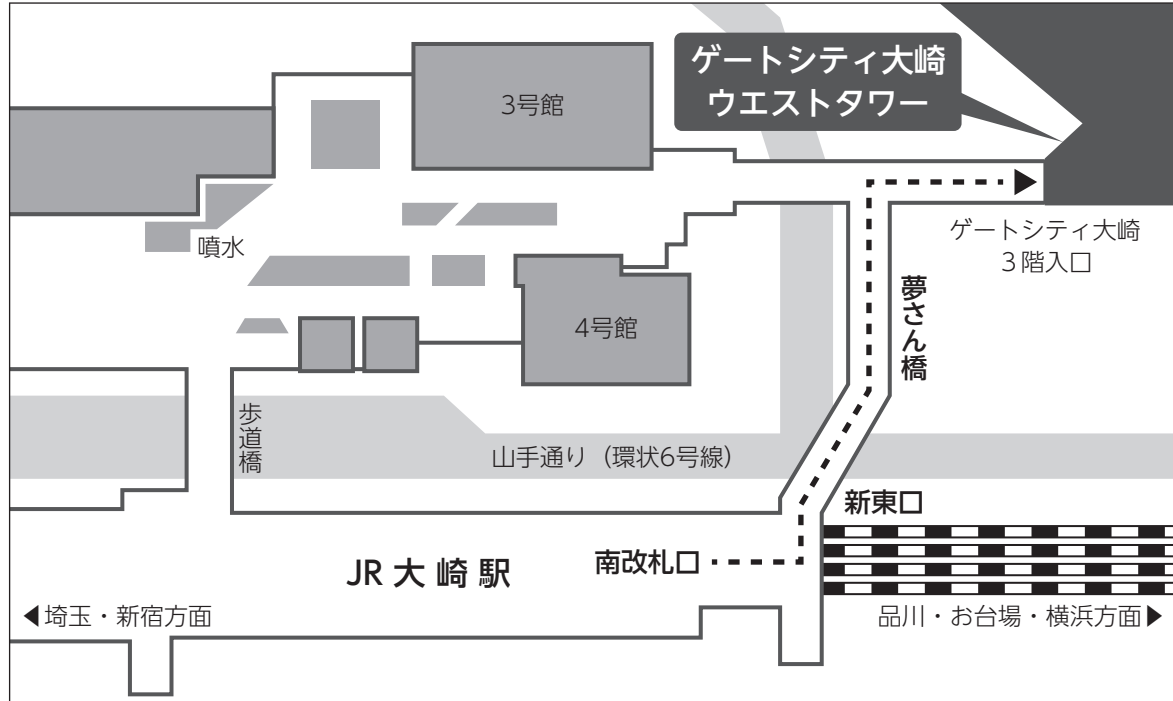 ゲートシティ大崎
ウエストタワー
3号館
噴水
ゲートシティ大崎
3階入口
4号館
夢さん橋
歩道橋
山手通り（環状6号線）
新東口
南改札口
JR大崎駅
◀埼玉・新宿方面
品川・お台場・横浜方面▶